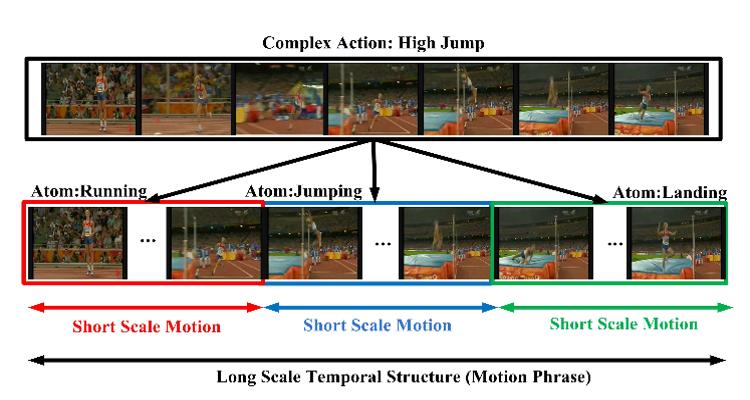 Complex Action: High Jump
Atom:Running
Atom:Jumping
Atom:Landing
...
...
...
Short Scale Motion
Short Scale Motion
Short Scale Motion
Long Scale Temporal Structure (Motion Phrase)